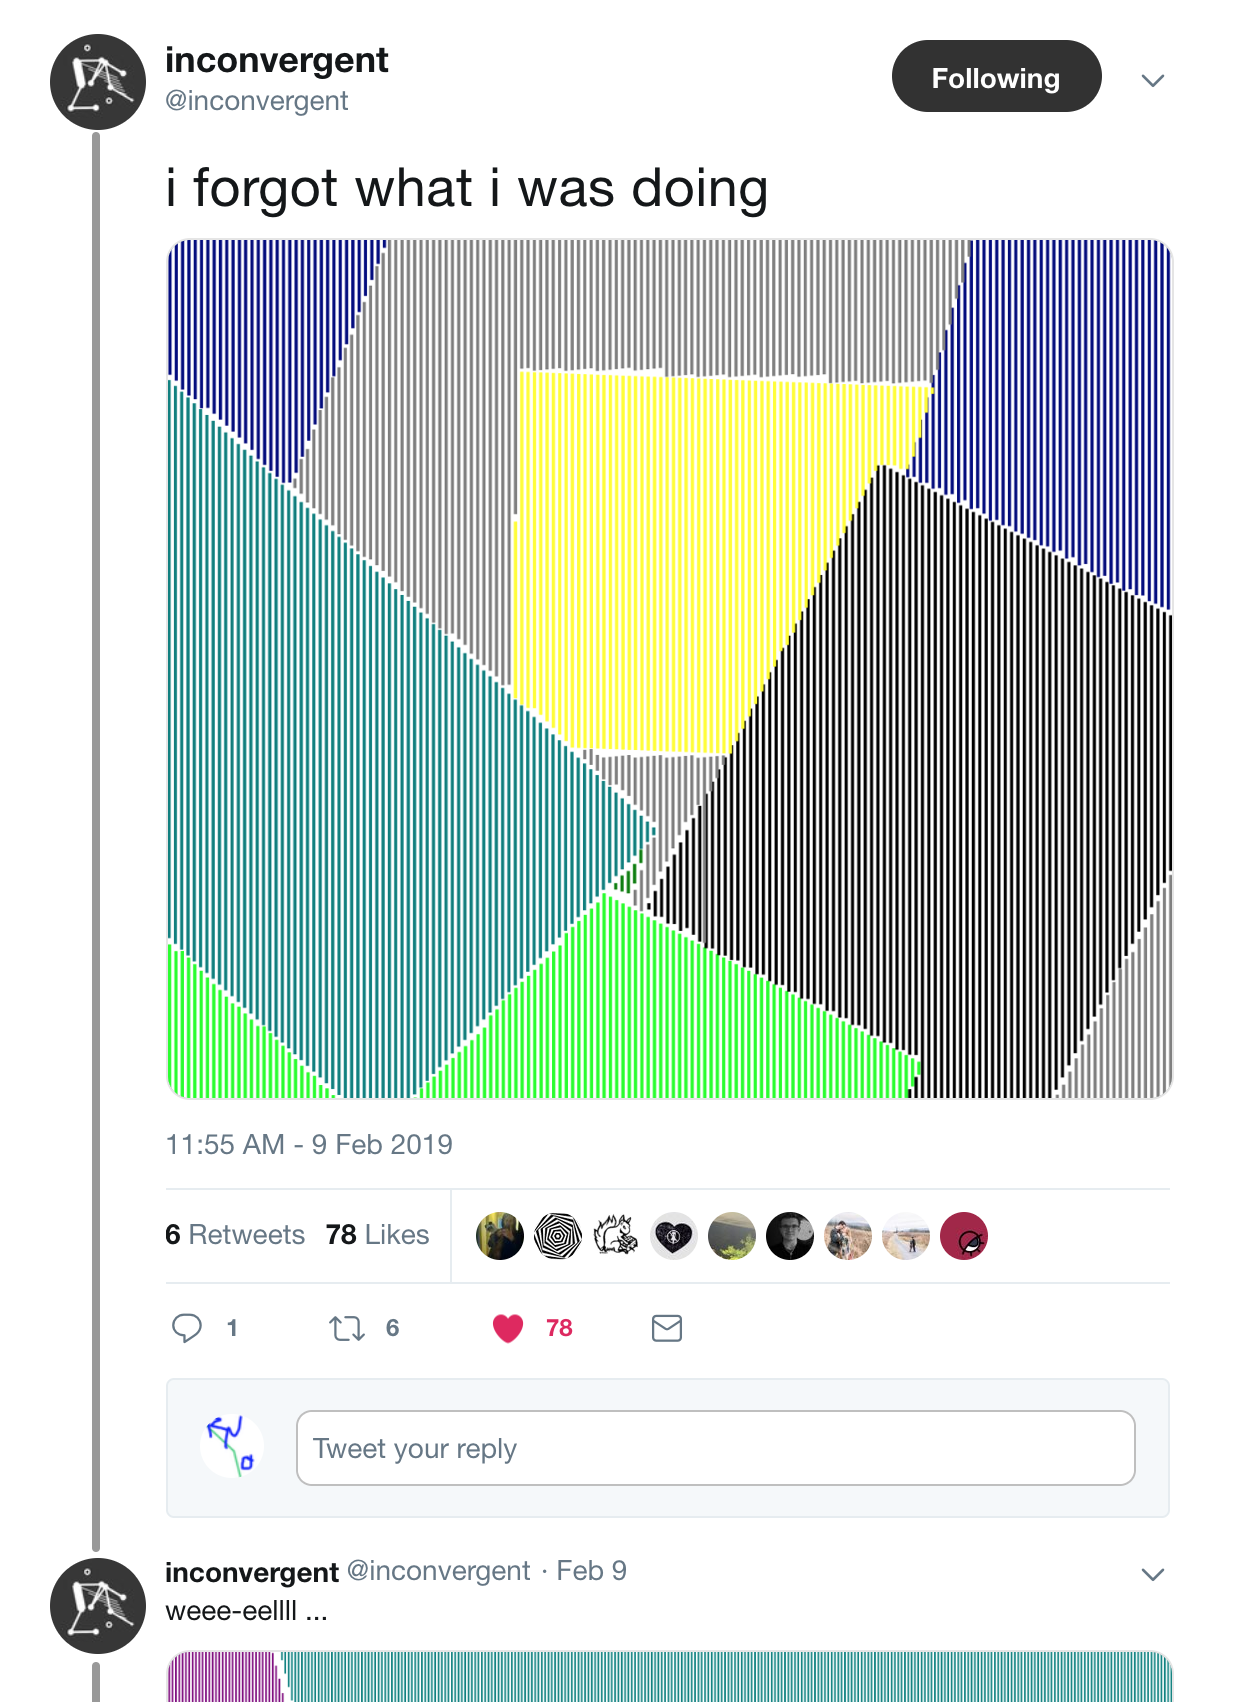 inconvergent
@inconvergent
Following
i forgot what i was doing
11:55 AM - 9 Feb 2019
6 Retweets 78 Likes
1 6 78
Tweet your reply
inconvergent @inconvergent · Feb 9
weee-eellll ...